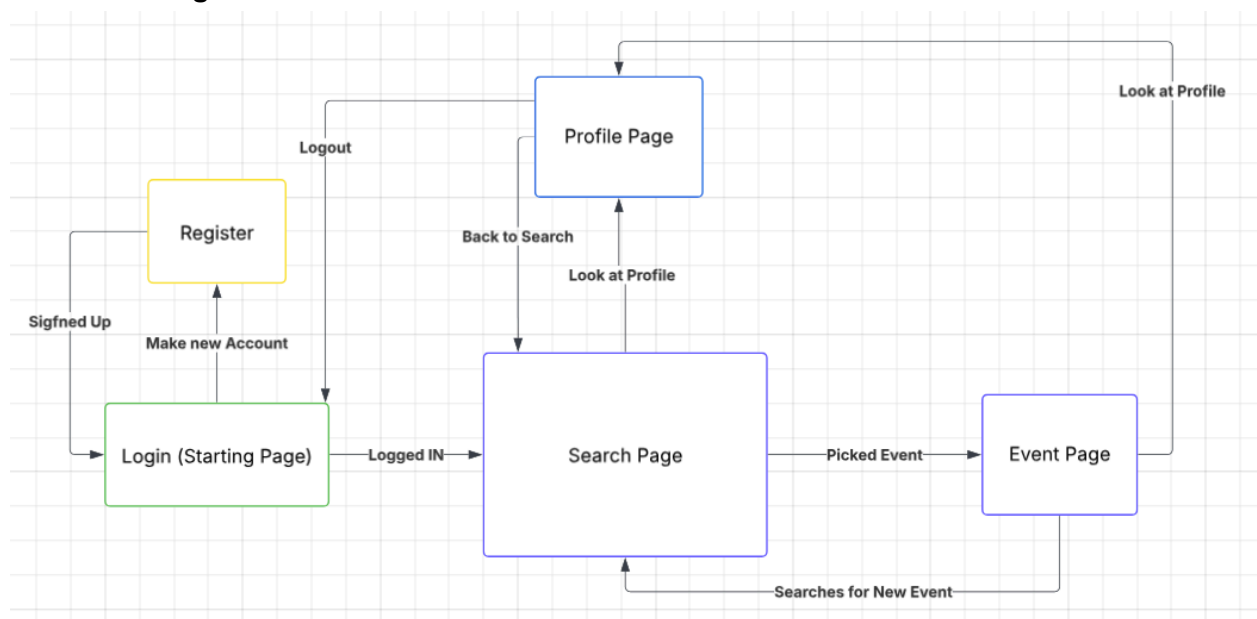 Look at Profile
Profile Page
Logout
Register
Back to Search
Look at Profile
Sigfned Up
Make new Account
Login (Starting Page)
Logged IN
Search Page
Picked Event
Event Page
Searches for New Event